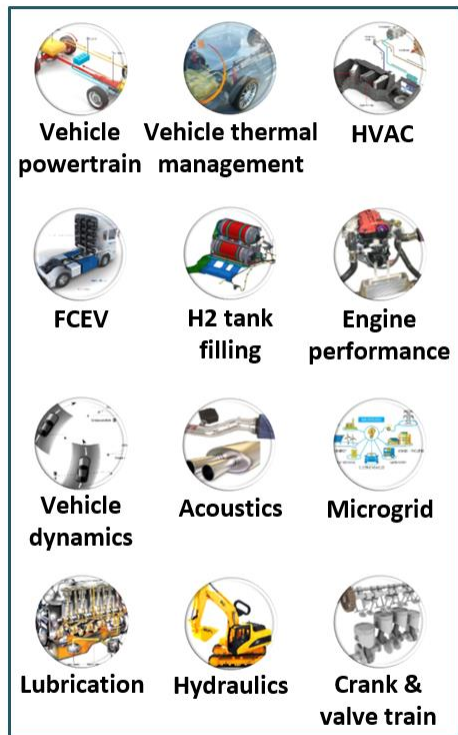 Vehicle
powertrain
Vehicle thermal
management
HVAC
FCEV
H2 tank
filling
Engine
performance
Vehicle
dynamics
Acoustics
Microgrid
Lubrication
Hydraulics
Crank &
valve train